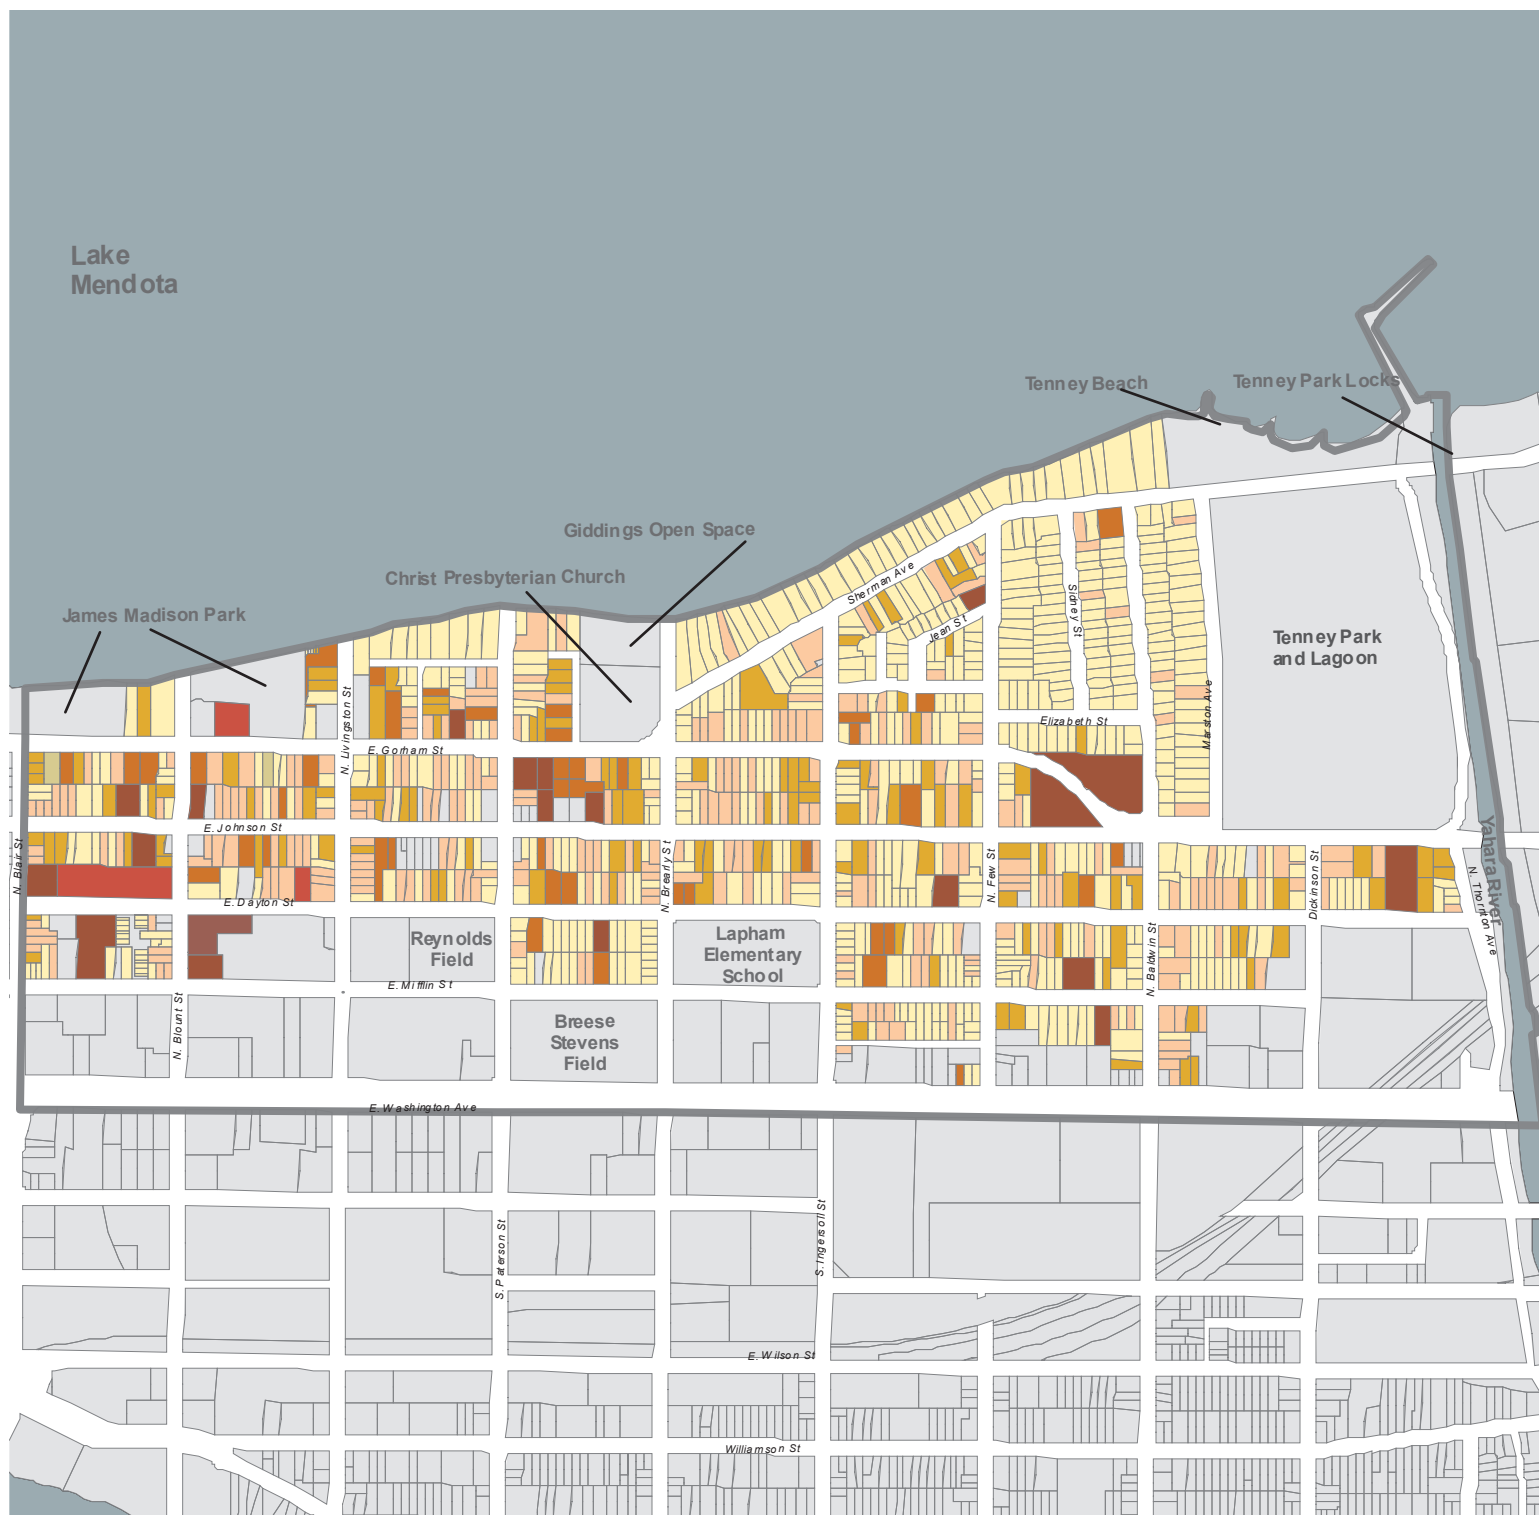 Lake
Mendota
Tenney Beach
Tenney Park Locks
Giddings Open Space
Christ Presbyterian Church
James Madison Park
Sherman Ave
Jean St
Sidney St
Tenney Park
and Lagoon
N. Livingston St
Marston Ave
Elizabeth St
E. Gorham St
E. Johnson St
N. Blair St
N. Brearly St
N. Few St
Dickinson St
Yahara River
N. Thornton Ave
E. Dayton St
Reynolds
Field
Lapham
Elementary
School
N. Baldwin St
E. Mifflin St
N. Blount St
Breese
Stevens
Field
E. Washington Ave
S. Paterson St
S. Ingersoll St
E. Wilson St
Williamson St